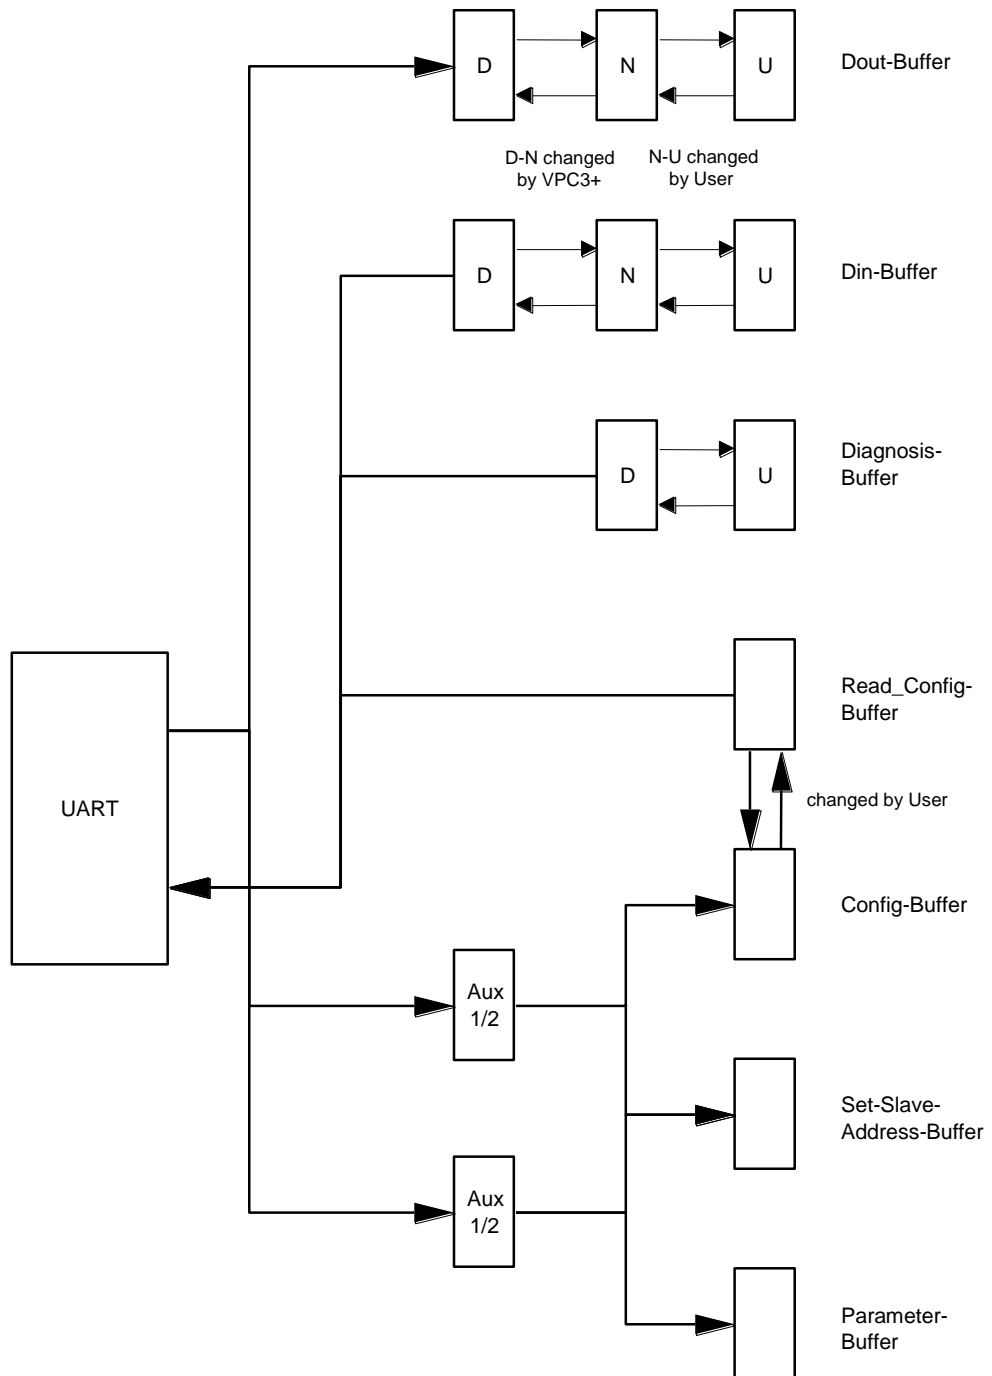 D
N
U
Dout-Buffer
D-N changed
by VPC3+
N-U changed
by User
D
N
U
Din-Buffer
D
U
Diagnosis-
Buffer
Read_Config-
Buffer
UART
changed by User
Config-Buffer
Aux
1/2
Set-Slave-
Address-Buffer
Aux
1/2
Parameter-
Buffer